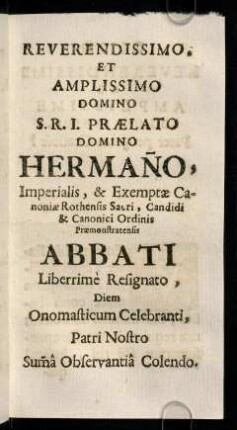 REVERENDISSIMO.
ET
AMPLISSIMO
DOMINO
S. R. I. PRÆLATO
DOMINO
HERMAÑO,
Imperialis, & Exemptæ Ca-
noniæ Rothensis Sacri, Candidi
& Canonici Ordinis
Præmonstratensis
ABBATI
Liberrimè Resignato,
Diem
Onomasticum Celebranti,
Patri Nostro
Sum̃â Observantiâ Colendo.